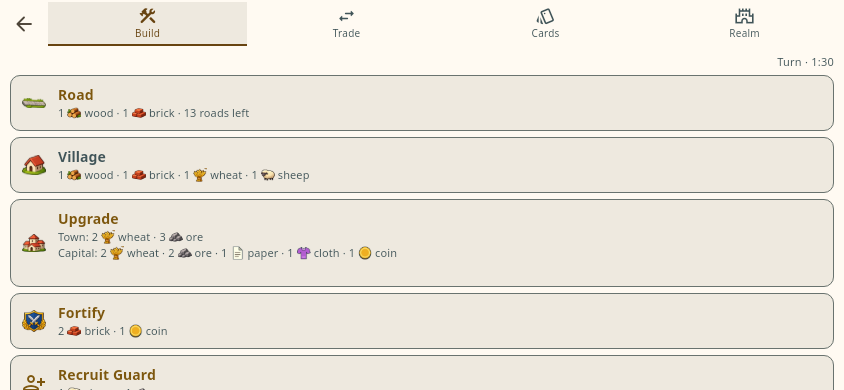 Build
Trade
Cards
Realm
Turn · 1:30
Road
1 wood · 1 brick · 13 roads left
Village
1 wood · 1 brick · 1 wheat · 1 sheep
Upgrade
Town: 2 wheat · 3 ore
Capital: 2 wheat · 2 ore · 1 paper · 1 cloth · 1 coin
Fortify
2 brick · 1 coin
Recruit Guard